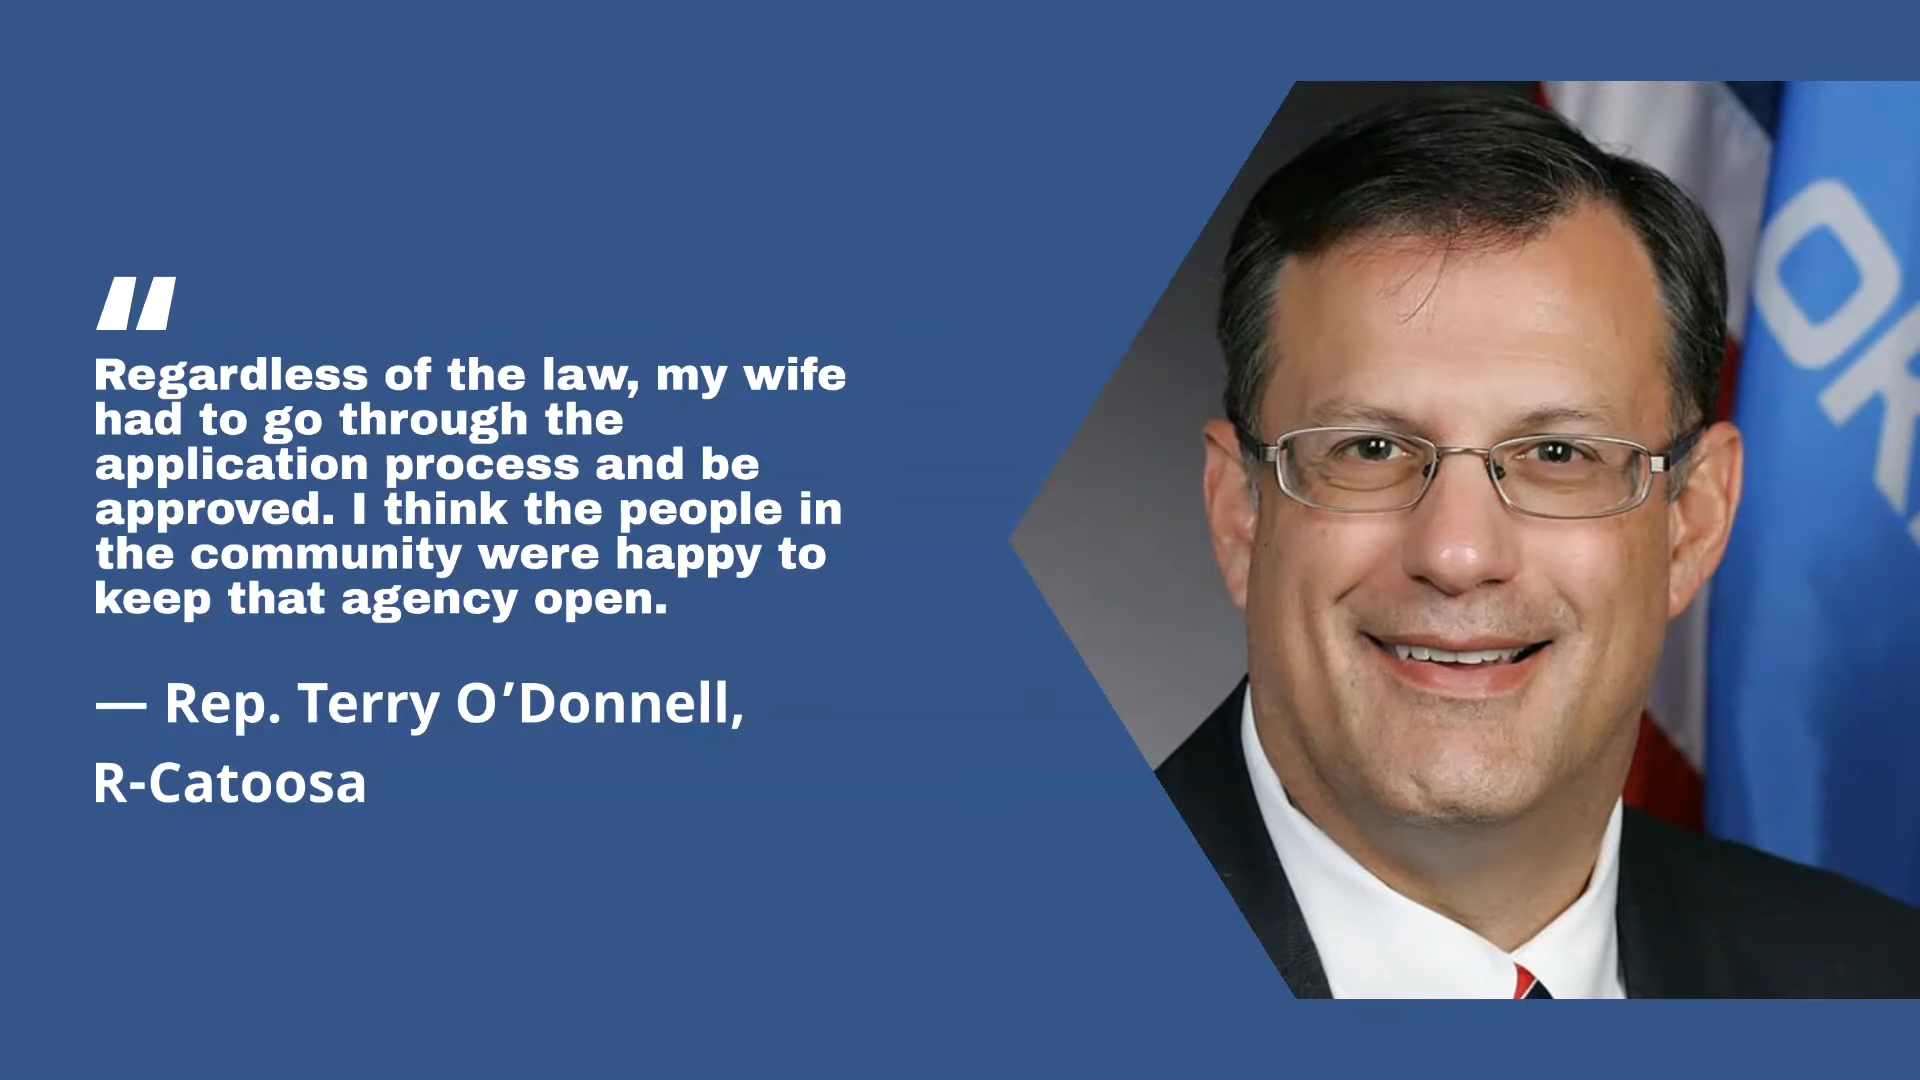 "
Regardless of the law, my wife
had to go through the
application process and be
approved. I think the people in
the community were happy to
keep that agency open.
— Rep. Terry O’Donnell,
R-Catoosa
OK